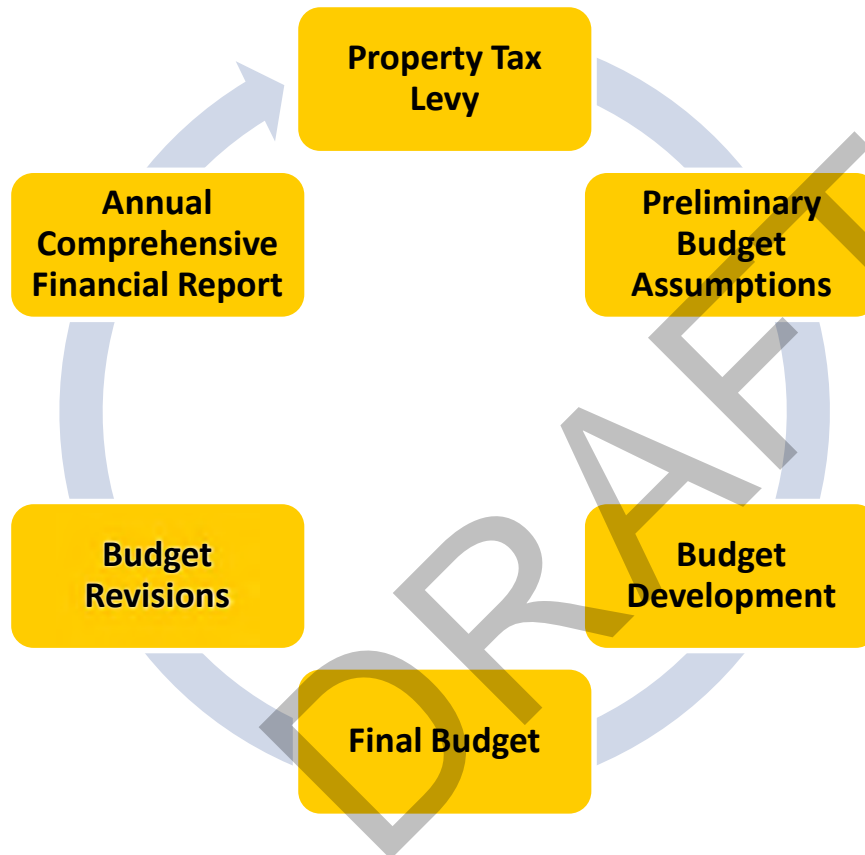 Property Tax
Levy
Preliminary
Budget
Assumptions
Budget
Development
Final Budget
Budget
Revisions
Annual
Comprehensive
Financial Report
DRAFT